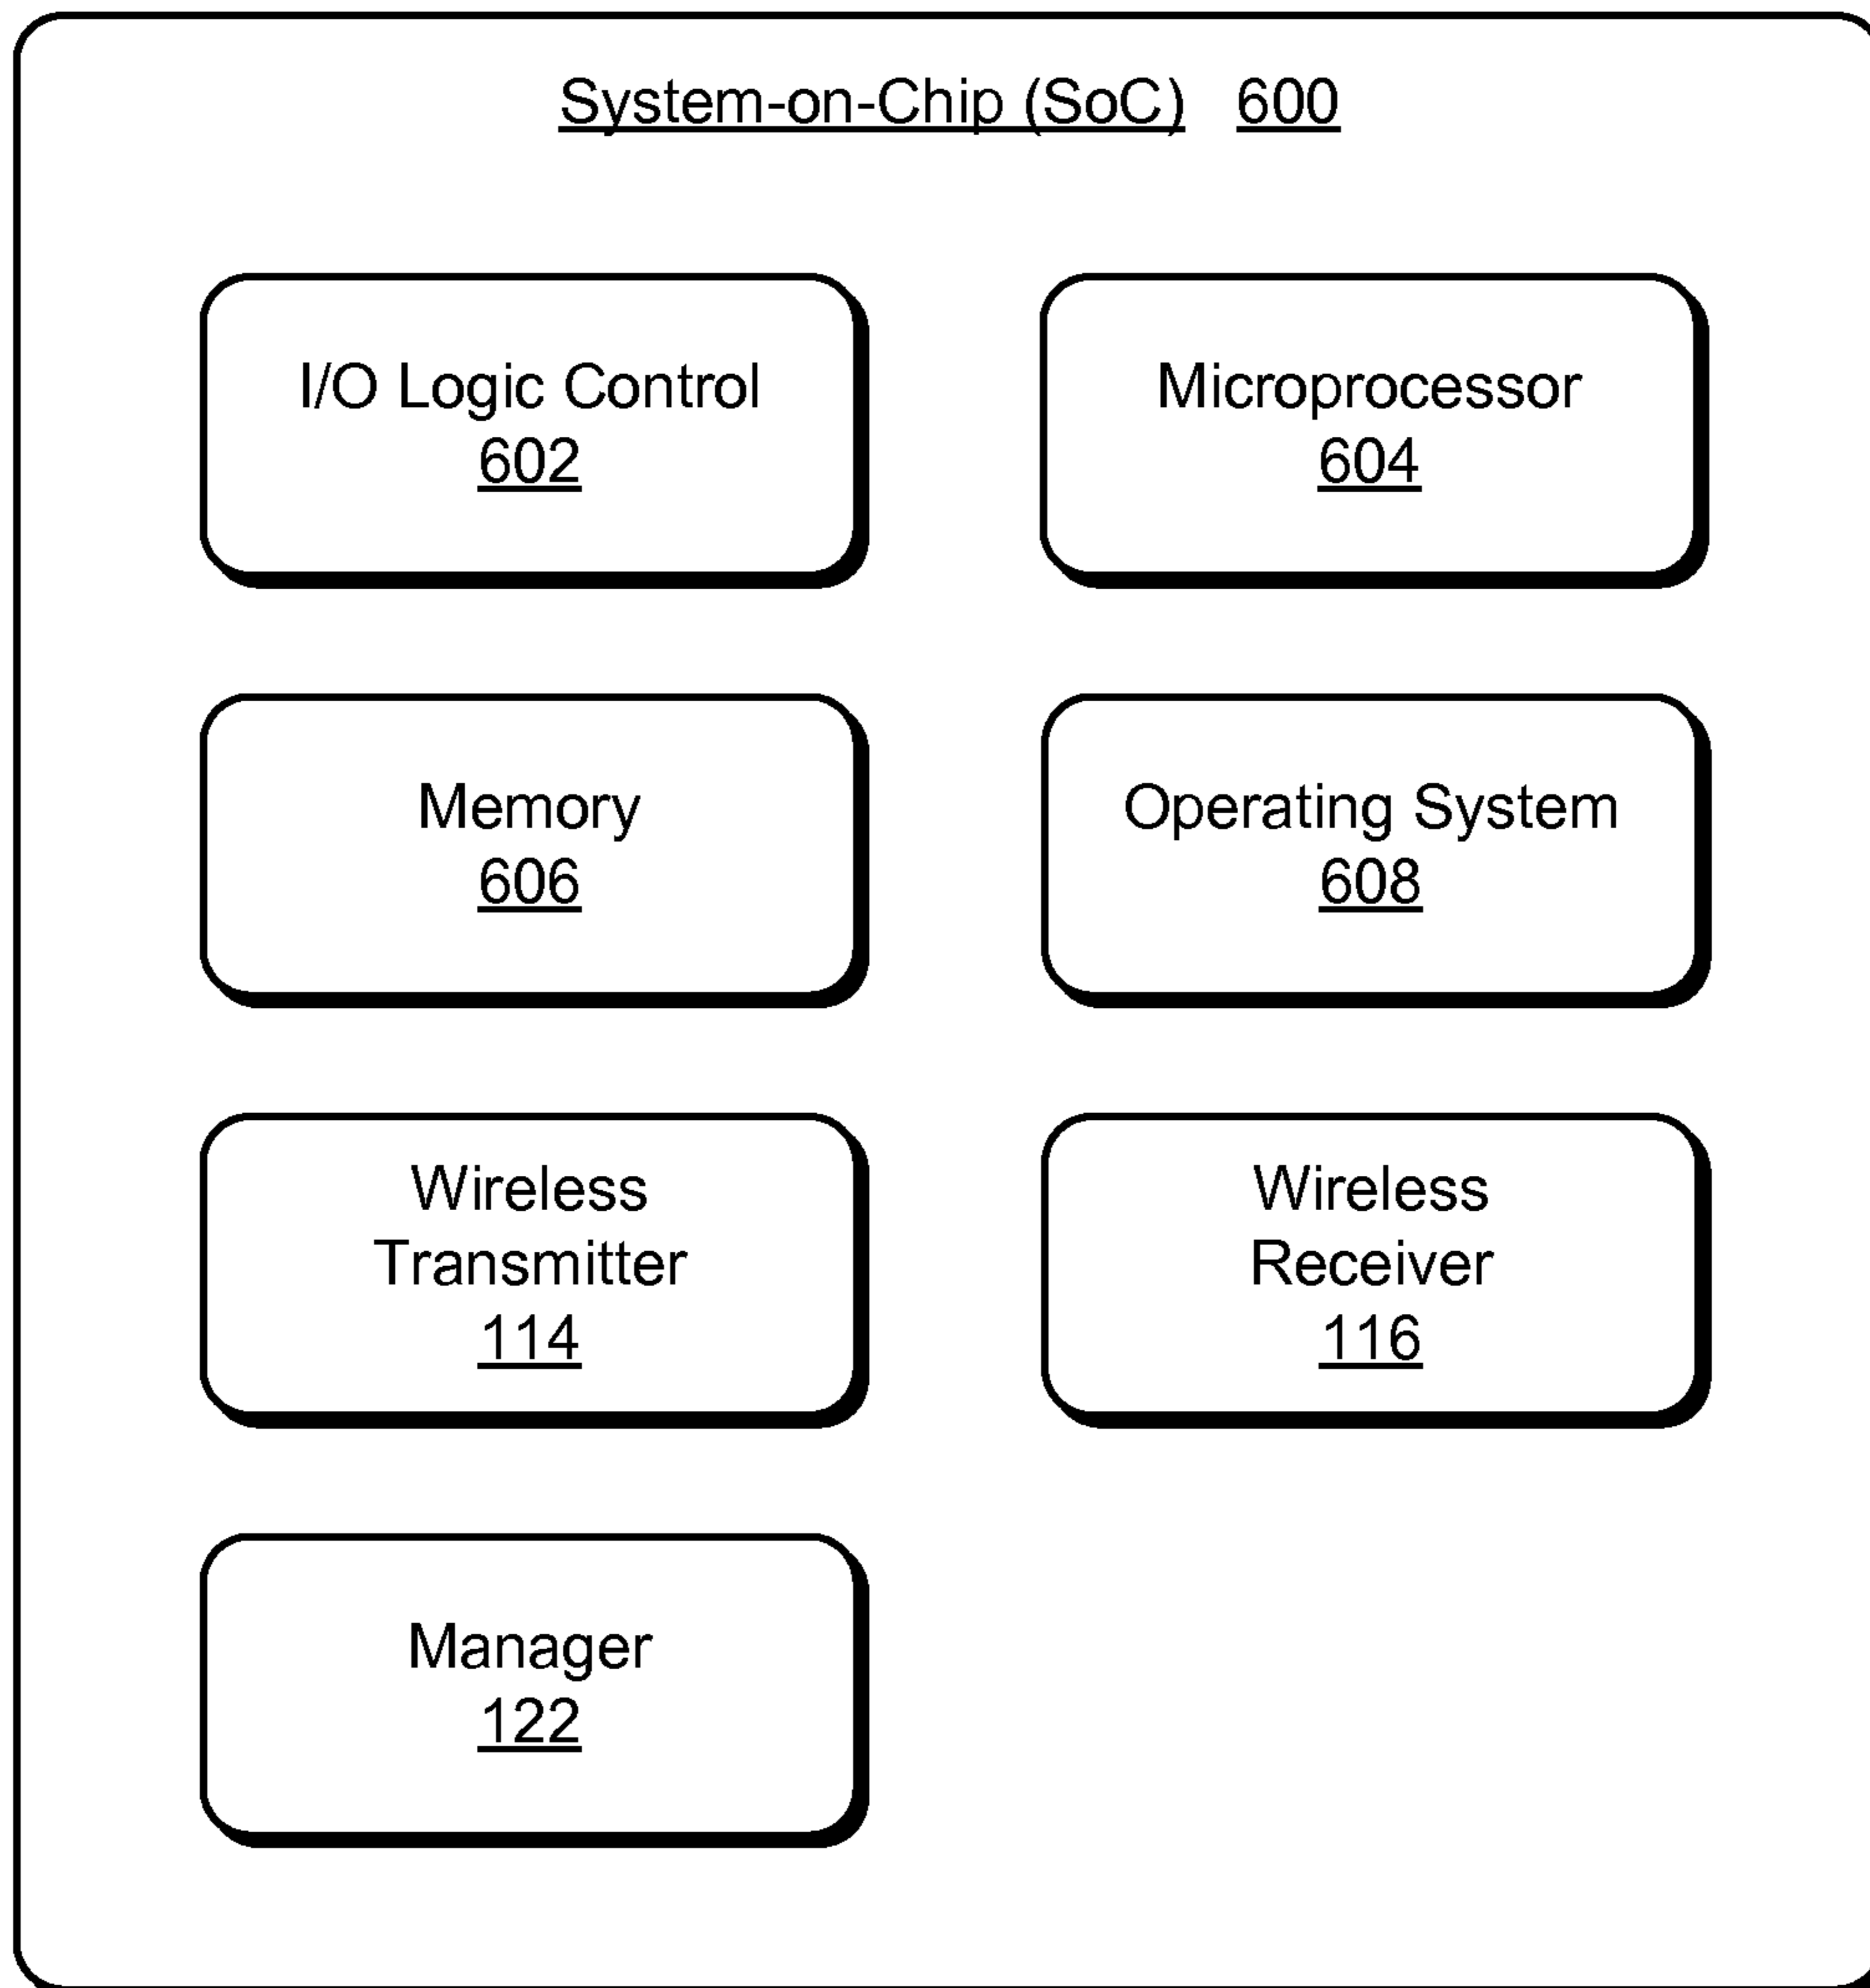 System-on-Chip (SoC) 600
I/O Logic Control
602
Microprocessor
604
Memory
606
Operating System
608
Wireless
Transmitter
114
Wireless
Receiver
116
Manager
122